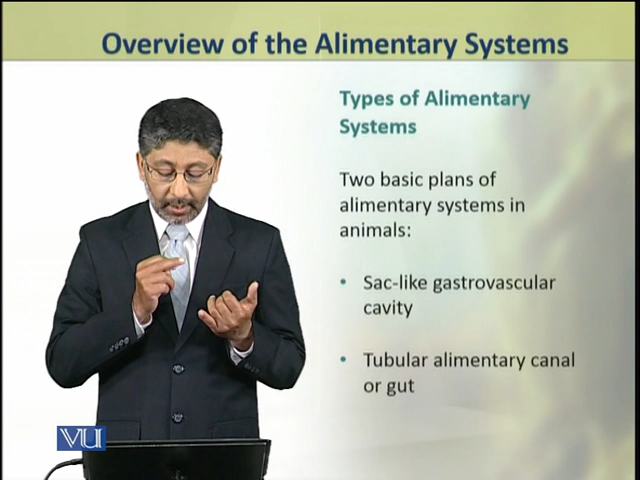 Overview of the Alimentary Systems
Types of Alimentary
Systems
Two basic plans of
alimentary systems in
animals:
• Sac-like gastrovascular
cavity
• Tubular alimentary canal
or gut
VU